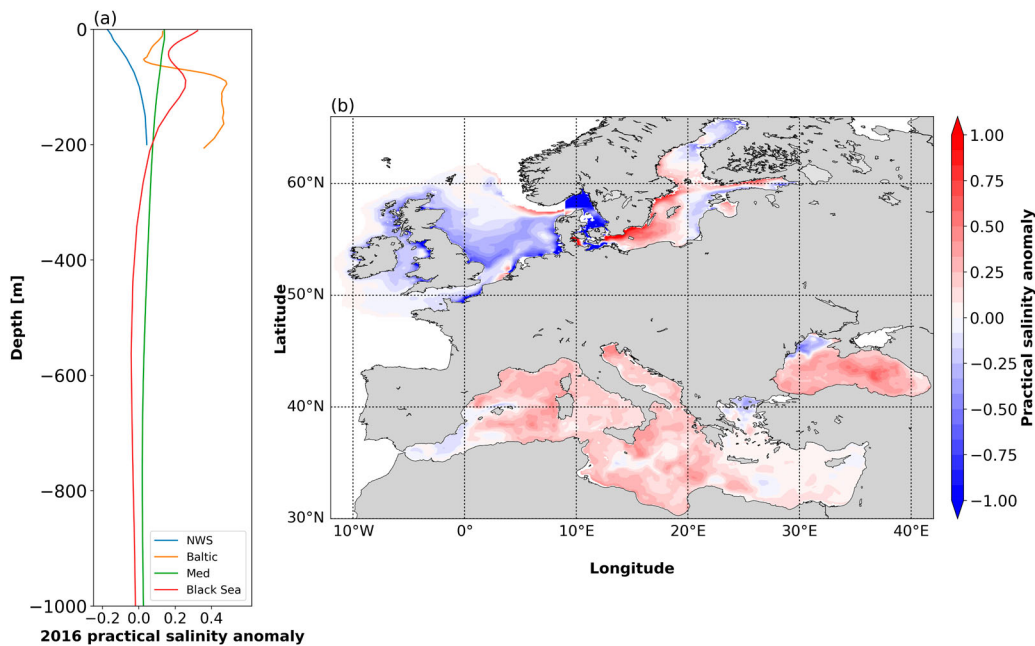 (a)
0
−200
−400
−600
−800
−1000
Depth [m]
−0.2 0.0 0.2 0.4
2016 practical salinity anomaly
NWS
Baltic
Med
Black Sea
(b)
60°N
50°N
40°N
30°N
Latitude
10°W 0° 10°E 20°E 30°E 40°E
Longitude
1.00
0.75
0.50
0.25
0.00
−0.25
−0.50
−0.75
−1.00
Practical salinity anomaly